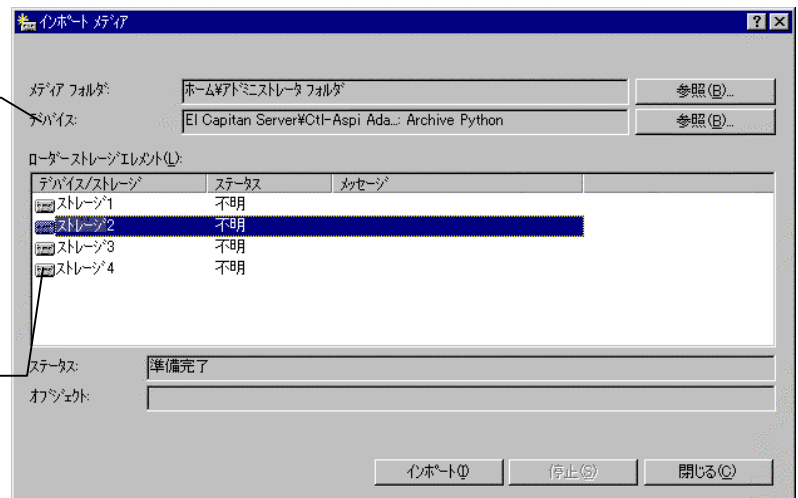 インポート メディア
メディア フォルダ:
ホーム¥アドミニストレータ フォルダ
参照(B)...
デバイス:
El Capitan Server¥Ctl-Aspi Ada...: Archive Python
参照(B)...
ローダーストレージエレメント(L):
デバイス/ストレージ ステータス メッセージ
ストレージ1 不明
ストレージ2 不明
ストレージ3 不明
ストレージ4 不明
ステータス:
準備完了
オブジェクト:
インポート(I) 停止(S) 閉じる(C)